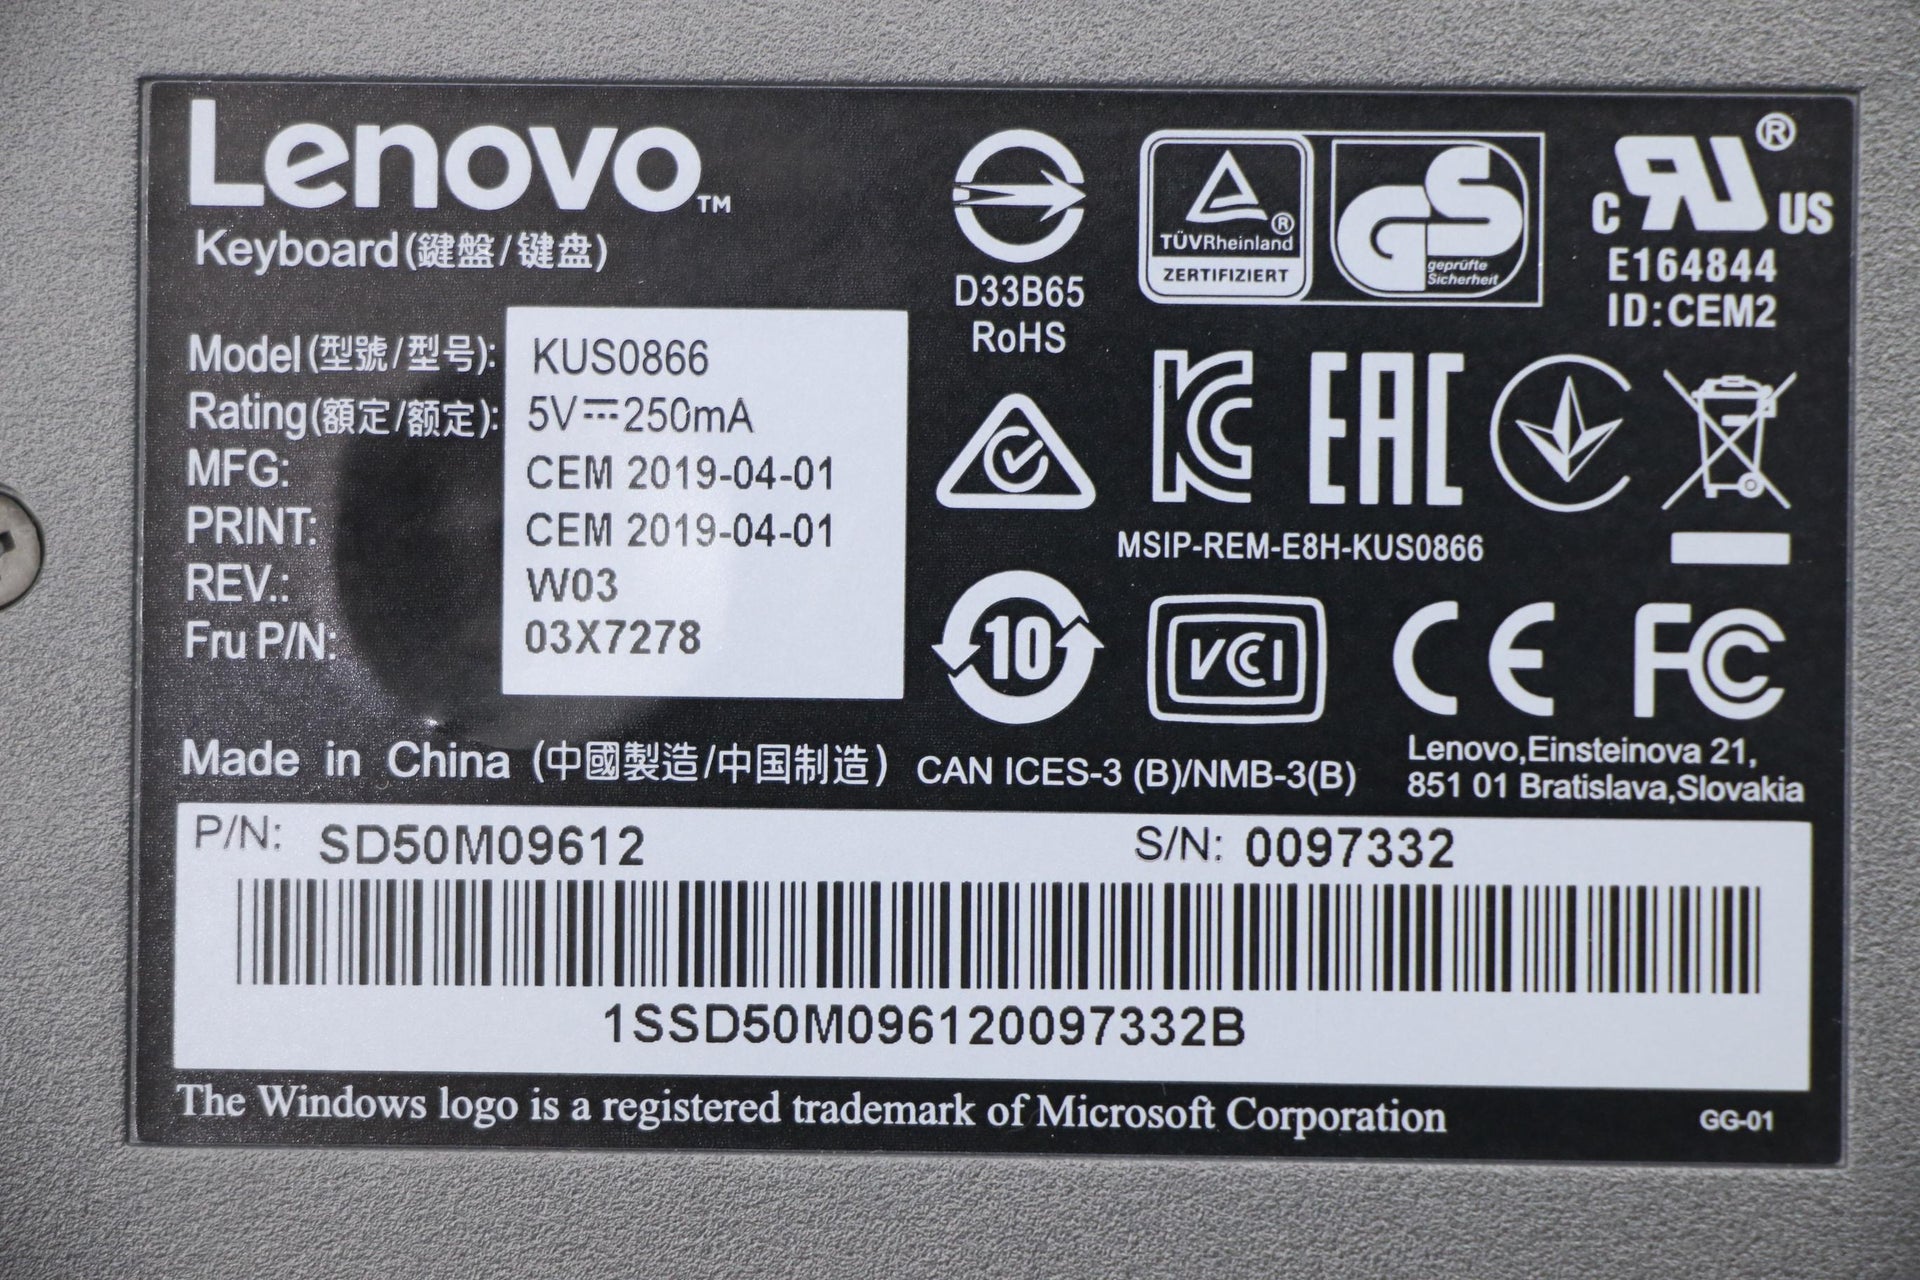 Lenovo™
Keyboard(鍵盤/键盘)
Model(型號/型号): KUS0866
Rating(額定/额定): 5V⎓250mA
MFG: CEM 2019-04-01
PRINT: CEM 2019-04-01
REV.: W03
Fru P/N: 03X7278
Made in China (中國製造/中国制造)
D33B65
RoHS
TÜVRheinland®
ZERTIFIZIERT
GS
geprüfte
Sicherheit
C RU® US
E164844
ID:CEM2
KC EAC
MSIP-REM-E8H-KUS0866
10 VCI CE FC
CAN ICES-3 (B)/NMB-3(B)
Lenovo,Einsteinova 21,
851 01 Bratislava,Slovakia
P/N: SD50M09612 S/N: 0097332
1SSD50M096120097332B
The Windows logo is a registered trademark of Microsoft Corporation
GG-01